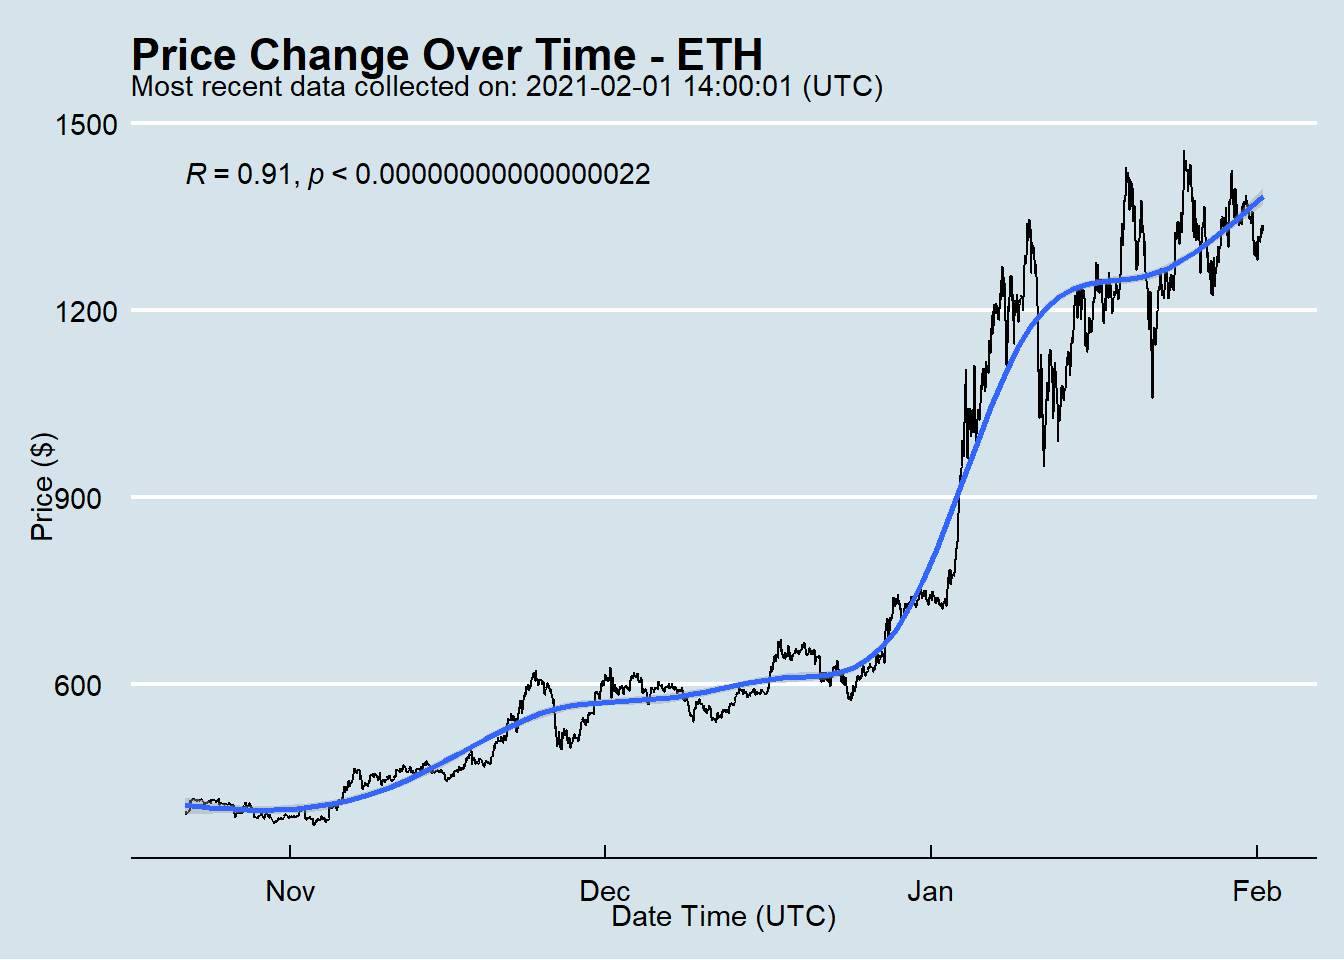 Price Change Over Time - ETH
Most recent data collected on: 2021-02-01 14:00:01 (UTC)
R = 0.91, p < 0.00000000000000022
1500
1200
900
600
Price ($)
Nov
Dec
Jan
Feb
Date Time (UTC)